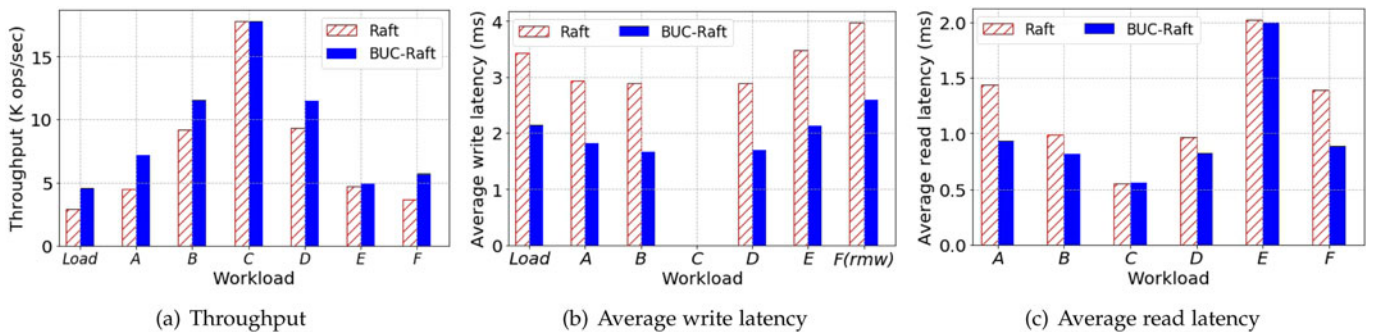 Throughput (K ops/sec)
15
10
5
0
Raft
BUC-Raft
Load A B C D E F
Workload
(a) Throughput
Average write latency (ms)
4
3
2
1
0
Raft BUC-Raft
Load A B C D E F(rmw)
Workload
(b) Average write latency
Average read latency (ms)
2.0
1.5
1.0
0.5
0.0
Raft BUC-Raft
A B C D E F
Workload
(c) Average read latency